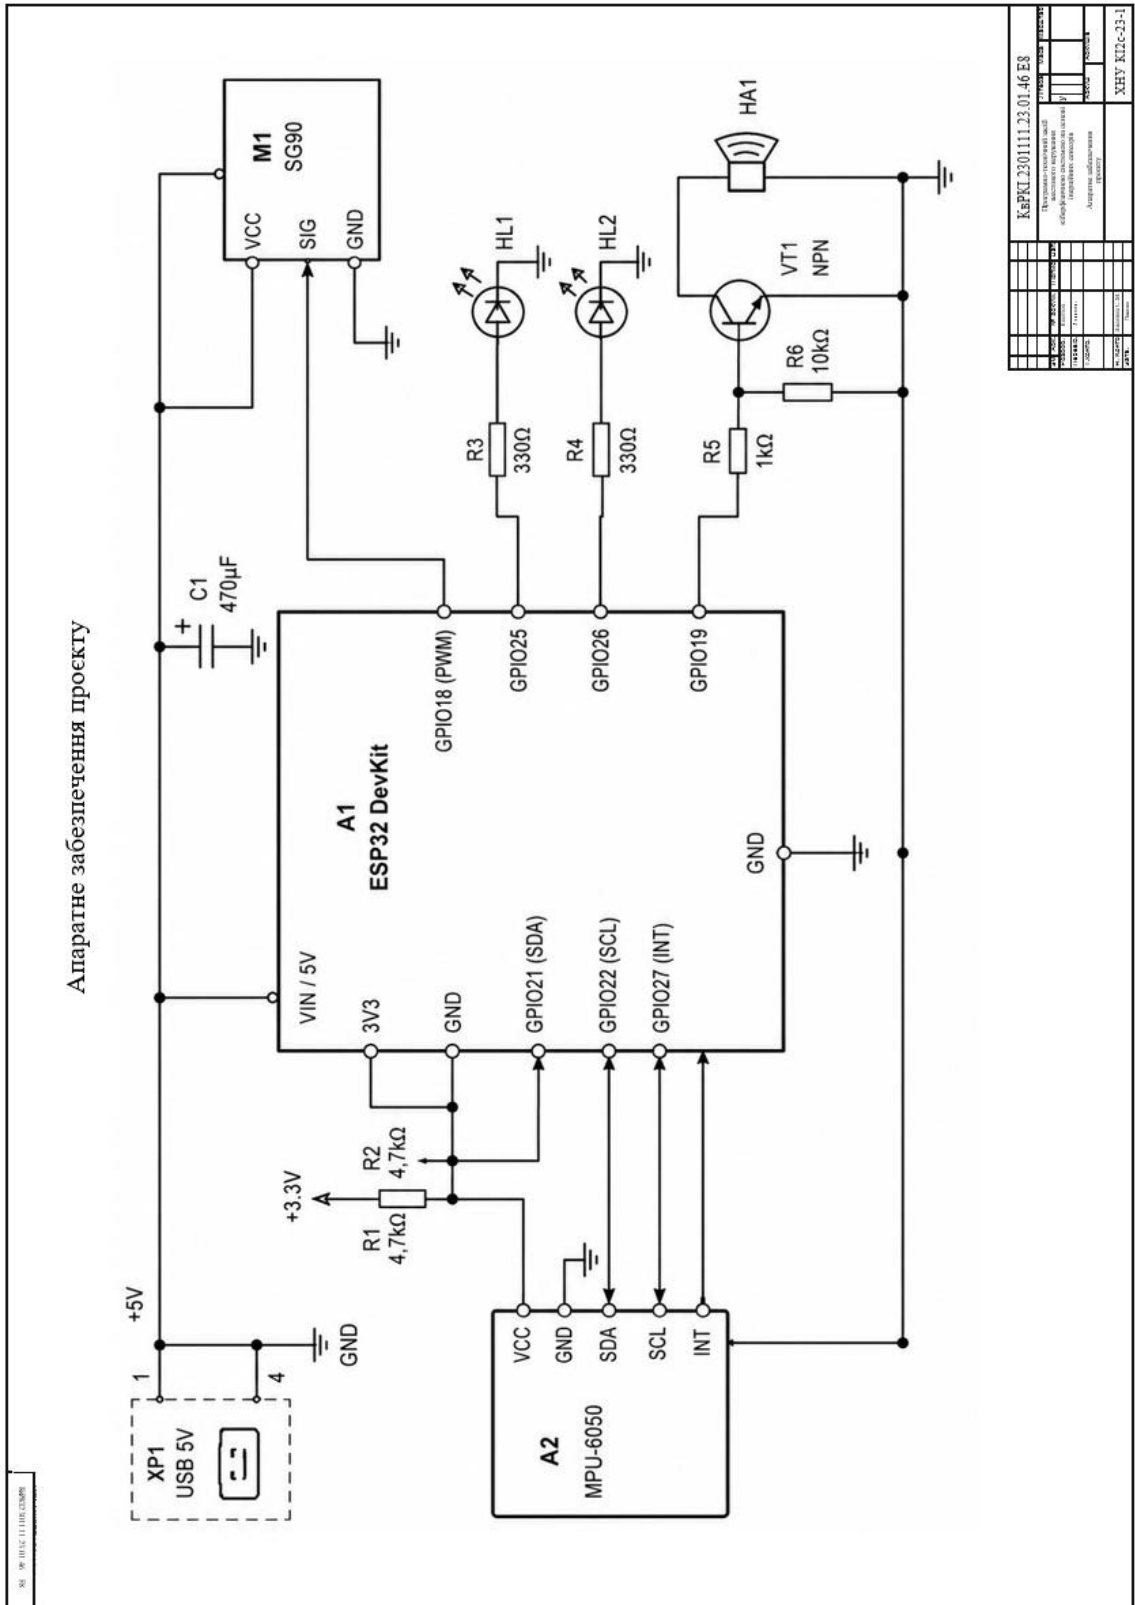 Апаратне забезпечення проєкту
XP1
USB 5V
1
4
+5V
GND
C1
470µF
+
M1
SG90
VCC
SIG
GND
+3.3V
R1
4,7kΩ
R2
4,7kΩ
A1
ESP32 DevKit
VIN / 5V
3V3
GND
GPIO21 (SDA)
GPIO22 (SCL)
GPIO27 (INT)
GPIO18 (PWM)
GPIO25
GPIO26
GPIO19
GND
A2
MPU-6050
VCC
GND
SDA
SCL
INT
R3
330Ω
HL1
R4
330Ω
HL2
R5
1kΩ
R6
10kΩ
VT1
NPN
HA1
КвРКІ.2301111.23.01.46 Е8
Апаратне забезпечення
проєкту
ХНУ КІ2с-23-1